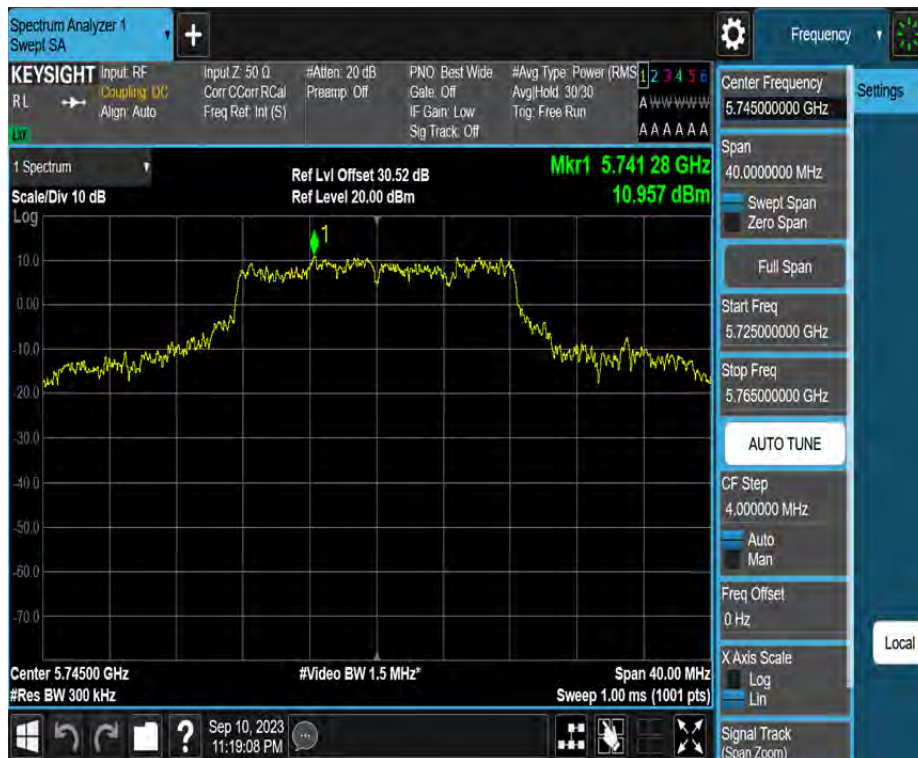 Spectrum Analyzer 1
Swept SA
+
Frequency
KEYSIGHT
RL
LXI
Input: RF
Coupling: DC
Align: Auto
Input Z: 50 Ω
Corr CCorr RCal
Freq Ref: Int (S)
#Atten: 20 dB
Preamp: Off
PNO: Best Wide
Gate: Off
IF Gain: Low
Sig Track: Off
#Avg Type: Power (RMS
Avg|Hold: 30/30
Trig: Free Run
1 2 3 4 5 6
A W W W W W
A A A A A A
1 Spectrum
Scale/Div 10 dB
Log
Ref Lvl Offset 30.52 dB
Ref Level 20.00 dBm
Mkr1 5.741 28 GHz
10.957 dBm
1
10.0
0.00
-10.0
-20.0
-30.0
-40.0
-50.0
-60.0
-70.0
Center 5.74500 GHz
#Res BW 300 kHz
#Video BW 1.5 MHz*
Span 40.00 MHz
Sweep 1.00 ms (1001 pts)
?
Sep 10, 2023
11:19:08 PM
Center Frequency
5.745000000 GHz
Span
40.0000000 MHz
Swept Span
Zero Span
Full Span
Start Freq
5.725000000 GHz
Stop Freq
5.765000000 GHz
AUTO TUNE
CF Step
4.000000 MHz
Auto
Man
Freq Offset
0 Hz
X Axis Scale
Log
Lin
Signal Track
(Span Zoom)
Settings
Local